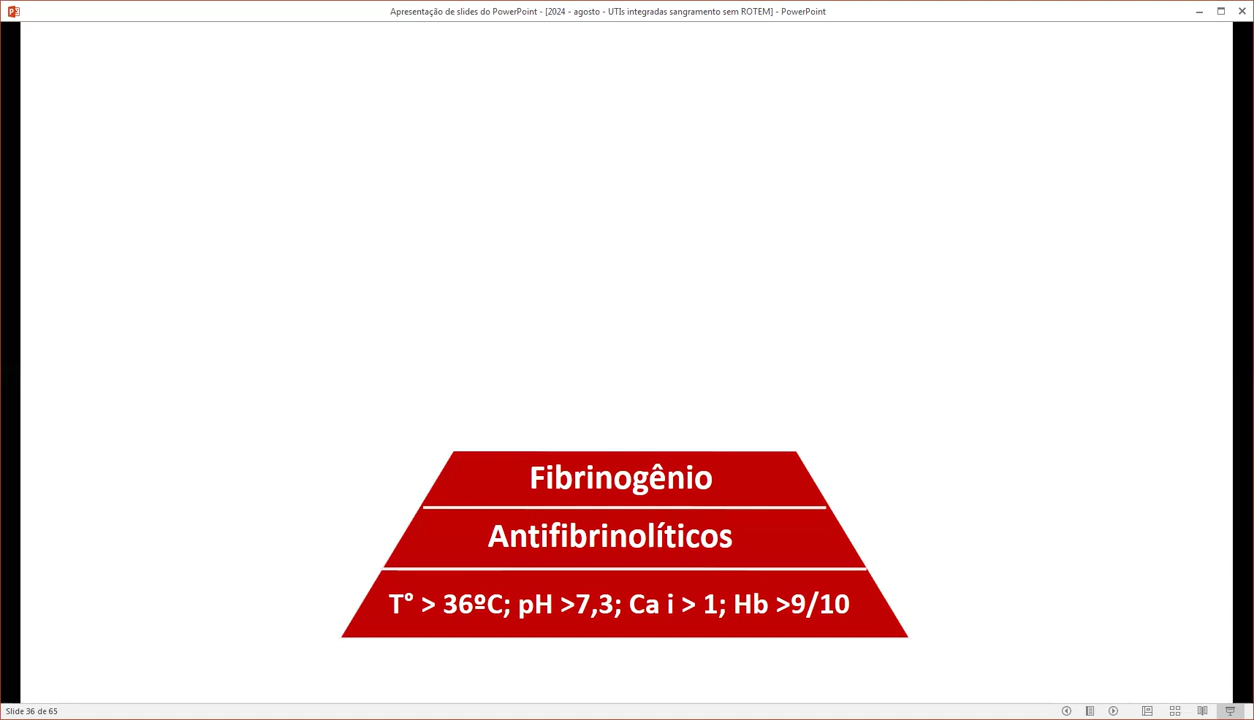 Apresentação de slides do PowerPoint - [2024 - agosto - UTIs integradas sangramento sem ROTEM] - PowerPoint
Fibrinogênio
Antifibrinolíticos
T° > 36ºC; pH >7,3; Ca i > 1; Hb >9/10
Slide 36 de 65